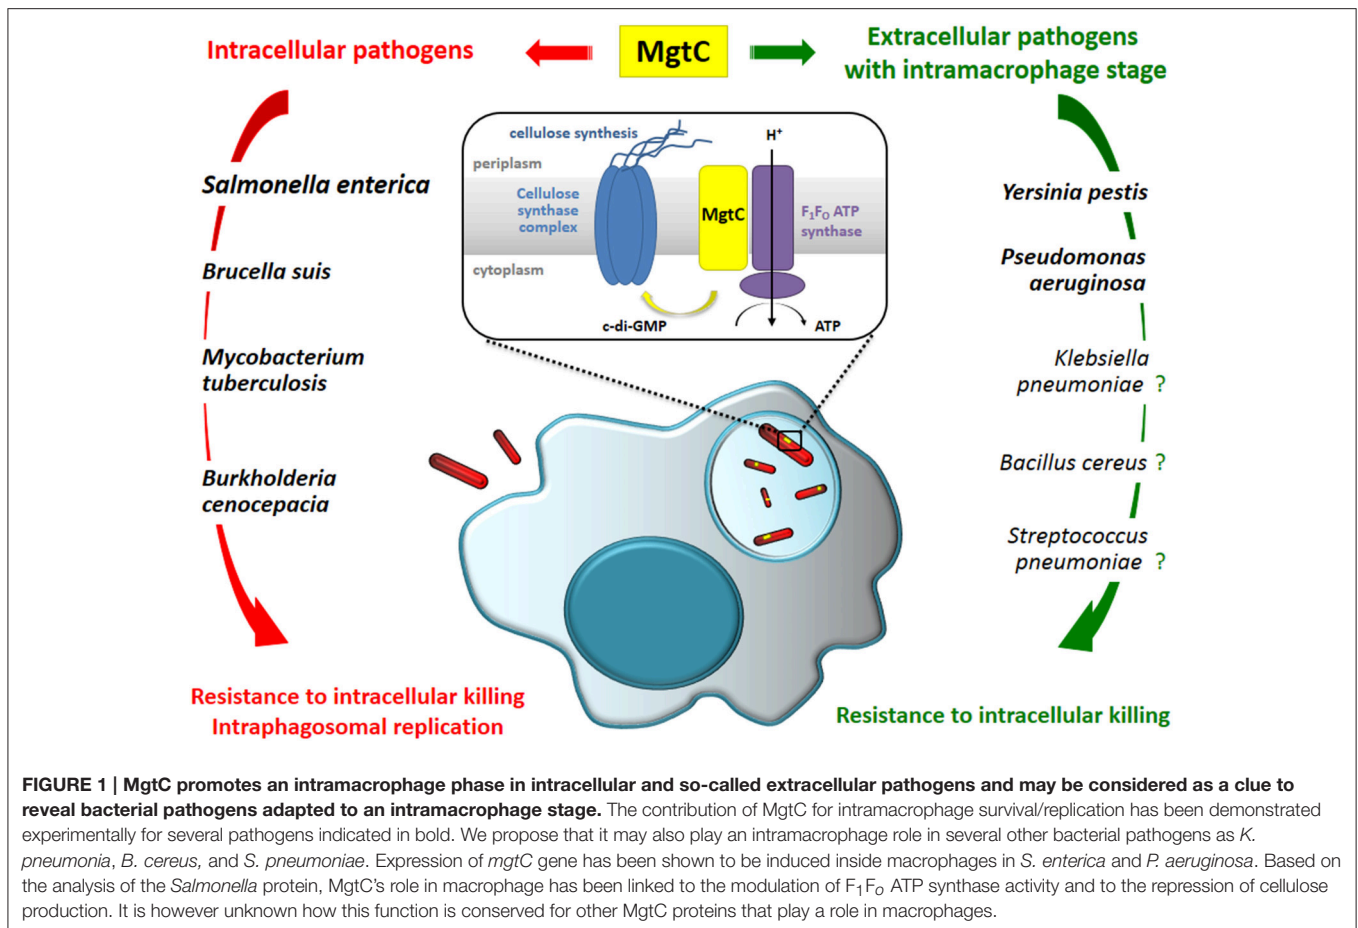 Intracellular pathogens
MgtC
Extracellular pathogens
with intramacrophage stage
cellulose synthesis
H+
periplasm
Cellulose
synthase
complex
MgtC
F1FO ATP
synthase
cytoplasm
c-di-GMP
ATP
Salmonella enterica
Brucella suis
Mycobacterium
tuberculosis
Burkholderia
cenocepacia
Resistance to intracellular killing
Intraphagosomal replication
Yersinia pestis
Pseudomonas
aeruginosa
Klebsiella
pneumoniae ?
Bacillus cereus ?
Streptococcus
pneumoniae ?
Resistance to intracellular killing
FIGURE 1 | MgtC promotes an intramacrophage phase in intracellular and so-called extracellular pathogens and may be considered as a clue to
reveal bacterial pathogens adapted to an intramacrophage stage. The contribution of MgtC for intramacrophage survival/replication has been demonstrated
experimentally for several pathogens indicated in bold. We propose that it may also play an intramacrophage role in several other bacterial pathogens as K.
pneumonia, B. cereus, and S. pneumoniae. Expression of mgtC gene has been shown to be induced inside macrophages in S. enterica and P. aeruginosa. Based on
the analysis of the Salmonella protein, MgtC's role in macrophage has been linked to the modulation of F1FO ATP synthase activity and to the repression of cellulose
production. It is however unknown how this function is conserved for other MgtC proteins that play a role in macrophages.